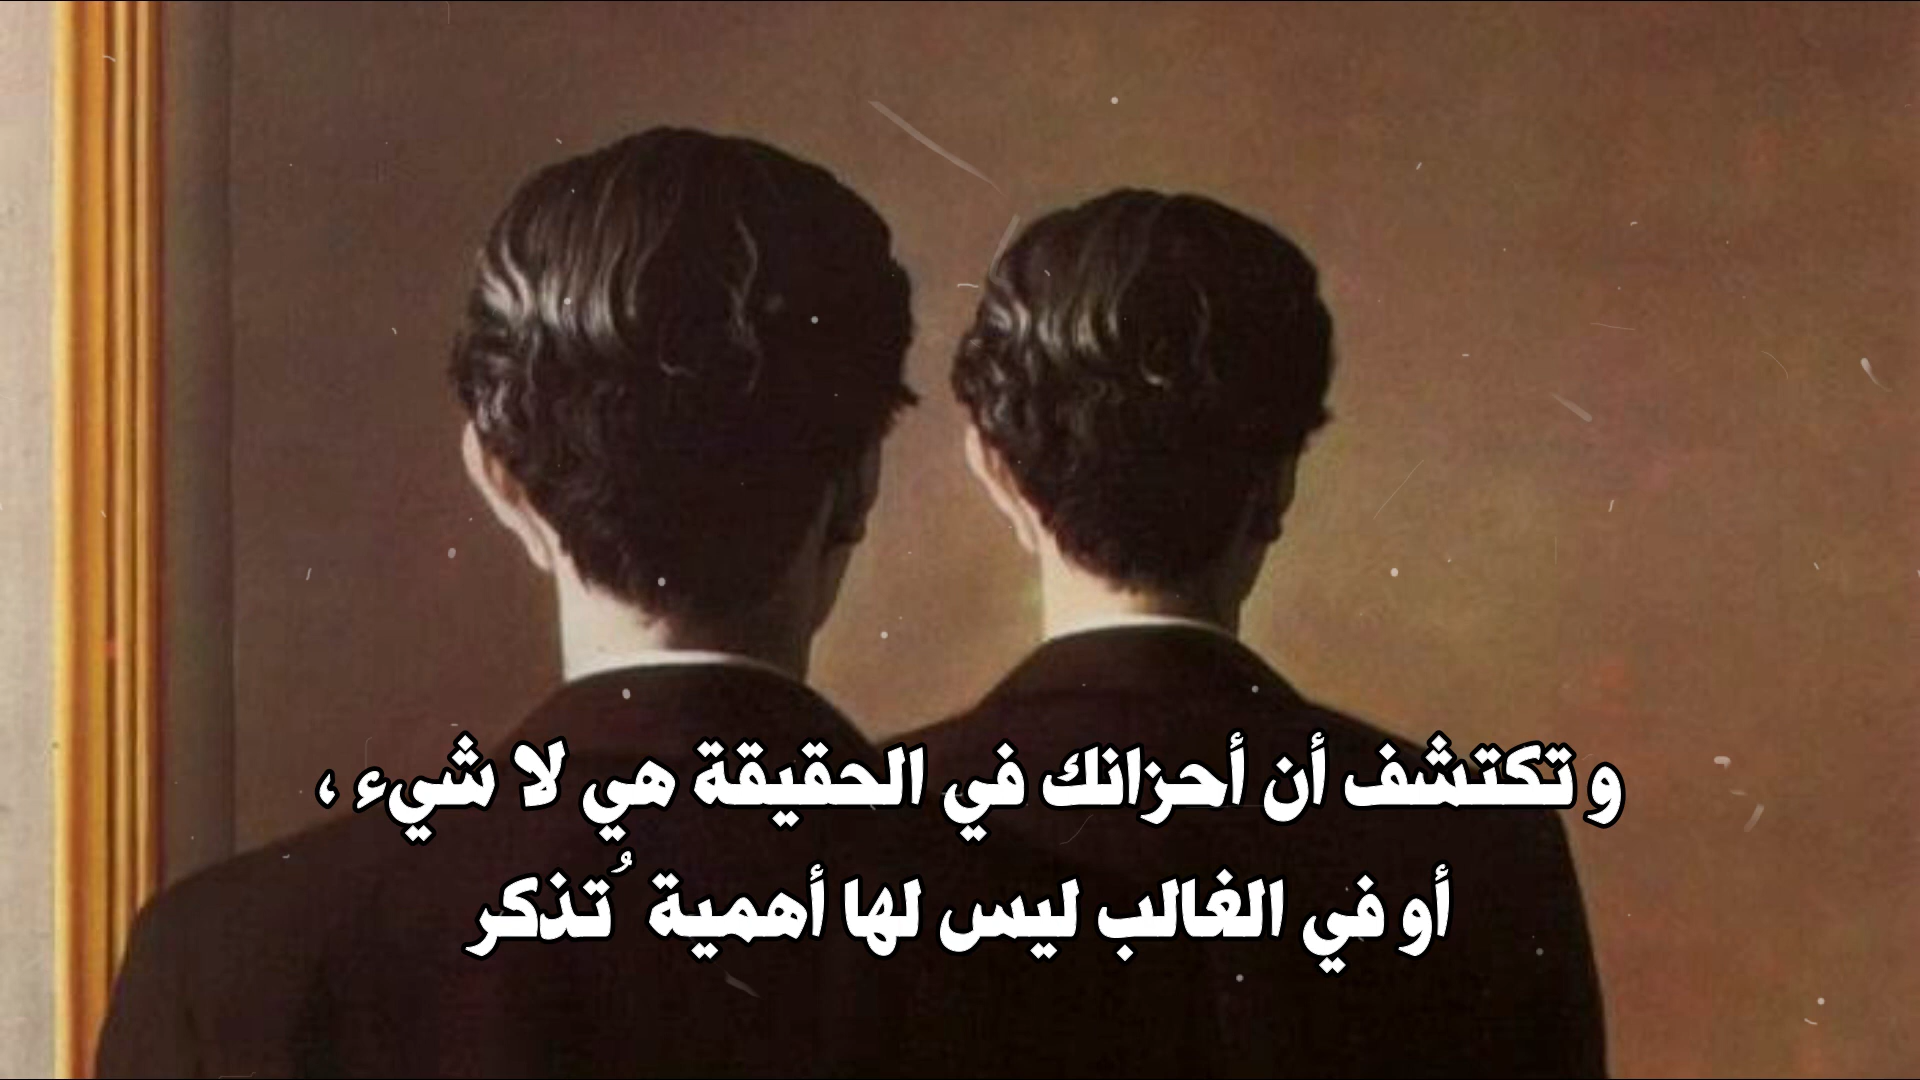 و تكتشف أن أحزانك في الحقيقة هي لا شيء ،
أو في الغالب ليس لها أهمية ُتذكر